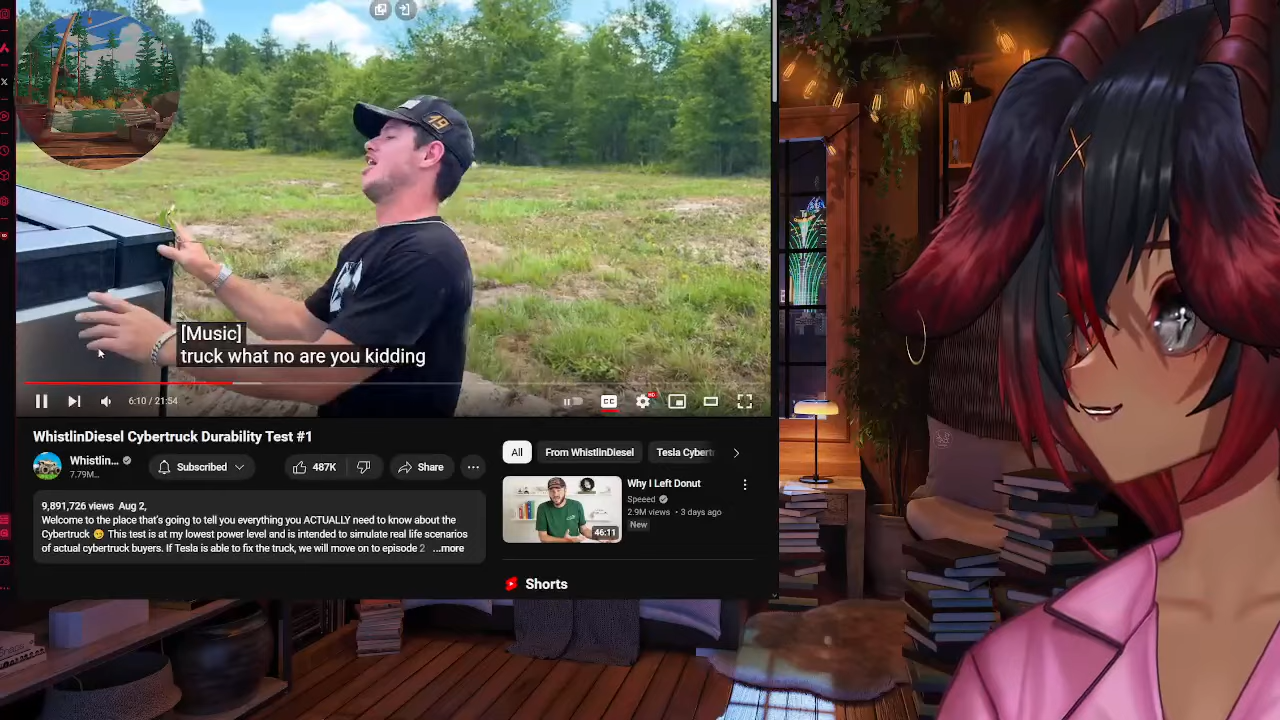 19
[Music]
truck what no are you kidding
6:10 / 21:54
CC
HD
WhistlinDiesel Cybertruck Durability Test #1
Whistlin...
7.79M...
Subscribed
487K
Share
9,891,726 views Aug 2,
Welcome to the place that's going to tell you everything you ACTUALLY need to know about the
Cybertruck 😏 This test is at my lowest power level and is intended to simulate real life scenarios
of actual cybertruck buyers. If Tesla is able to fix the truck, we will move on to episode 2 ...more
All
From WhistlinDiesel
Tesla Cybertr
Why I Left Donut
Speeed
2.9M views • 3 days ago
New
46:11
Shorts